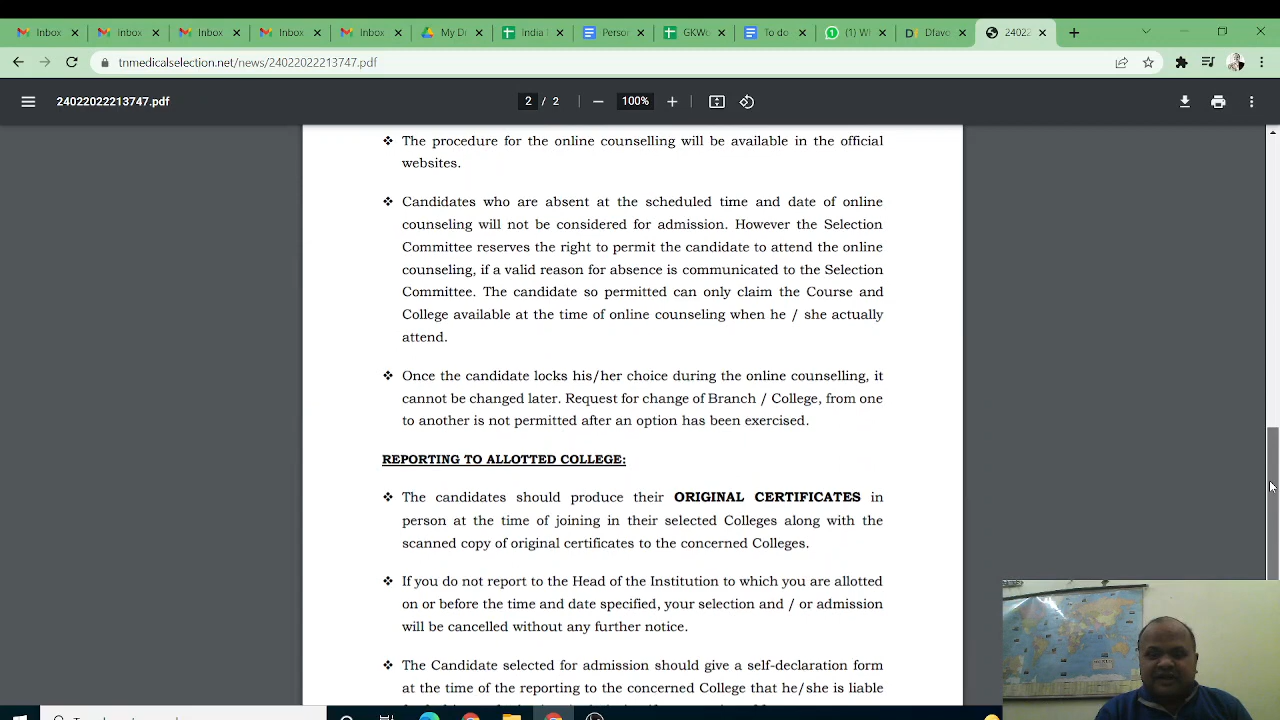 Inbox
Inbox
Inbox
Inbox
Inbox
My Dr
India
Person
GKWo
To do
(1) W
Dfavo
2402
tnmedicalselection.net/news/24022022213747.pdf
24022022213747.pdf
2 / 2
100%
❖ The procedure for the online counselling will be available in the official
websites.
❖ Candidates who are absent at the scheduled time and date of online
counseling will not be considered for admission. However the Selection
Committee reserves the right to permit the candidate to attend the online
counseling, if a valid reason for absence is communicated to the Selection
Committee. The candidate so permitted can only claim the Course and
College available at the time of online counseling when he / she actually
attend.
❖ Once the candidate locks his/her choice during the online counselling, it
cannot be changed later. Request for change of Branch / College, from one
to another is not permitted after an option has been exercised.
REPORTING TO ALLOTTED COLLEGE:
❖ The candidates should produce their ORIGINAL CERTIFICATES in
person at the time of joining in their selected Colleges along with the
scanned copy of original certificates to the concerned Colleges.
❖ If you do not report to the Head of the Institution to which you are allotted
on or before the time and date specified, your selection and / or admission
will be cancelled without any further notice.
❖ The Candidate selected for admission should give a self-declaration form
at the time of the reporting to the concerned College that he/she is liable